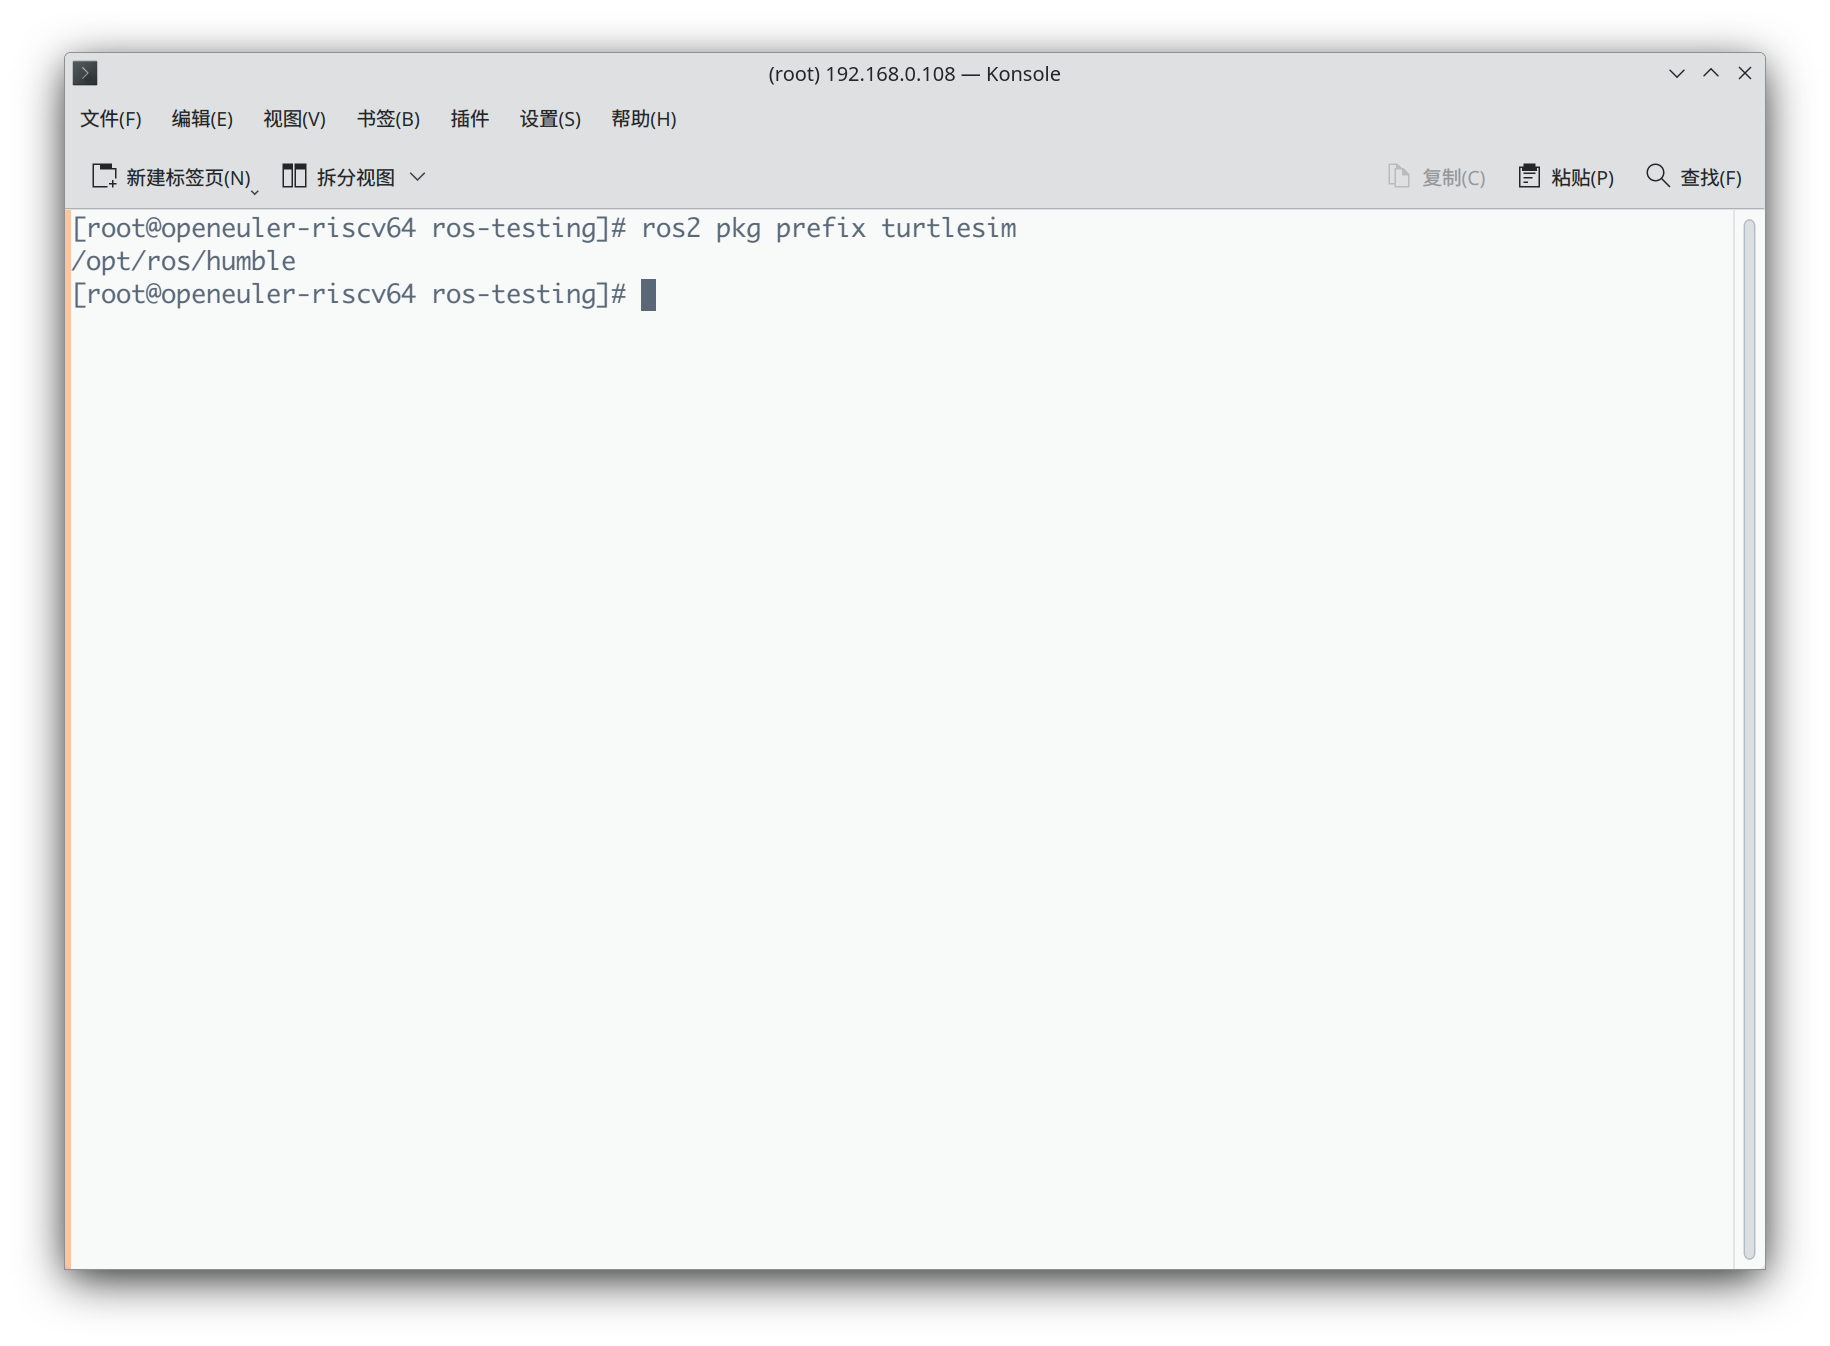 (root) 192.168.0.108 — Konsole
文件(F) 编辑(E) 视图(V) 书签(B) 插件 设置(S) 帮助(H)
新建标签页(N) 拆分视图 复制(C) 粘贴(P) 查找(F)
[root@openeuler-riscv64 ros-testing]# ros2 pkg prefix turtlesim
/opt/ros/humble
[root@openeuler-riscv64 ros-testing]#